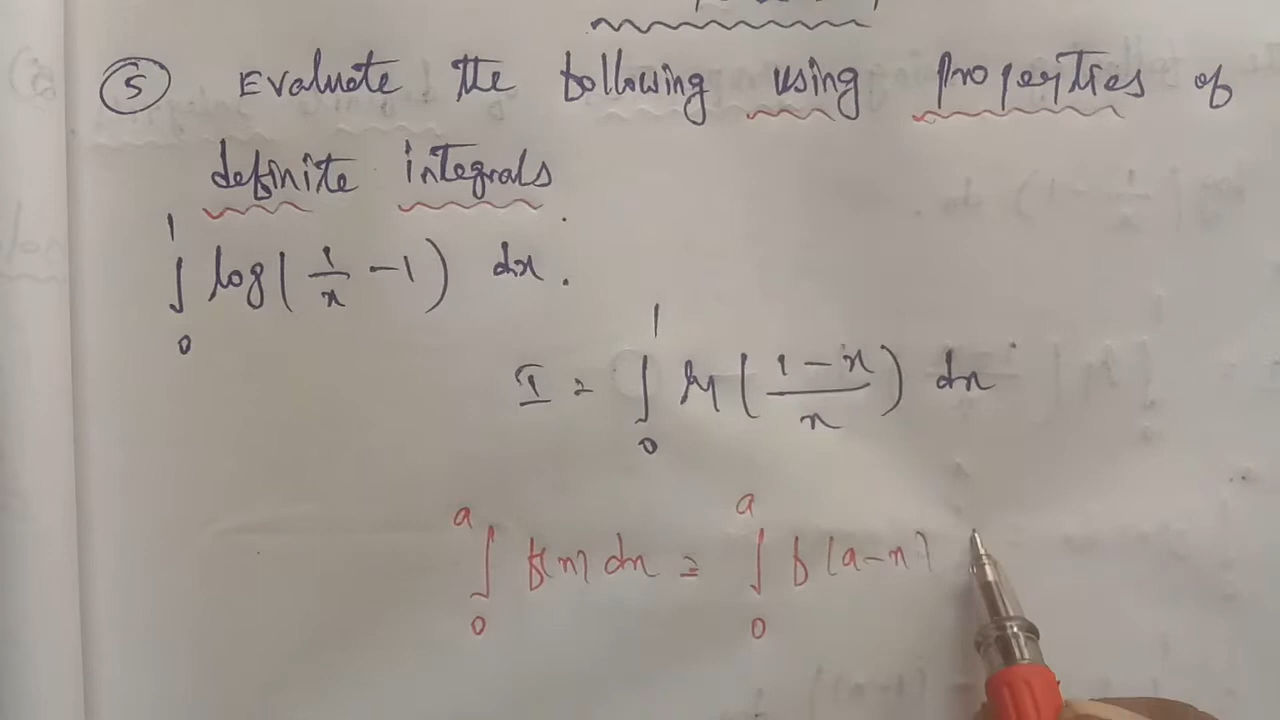 5 Evaluate the following using properties of
definite integrals
∫₀¹ log(1/x − 1) dx.
I = ∫₀¹ log((1−x)/x) dx
∫₀ᵃ f(x) dx = ∫₀ᵃ f(a−x)